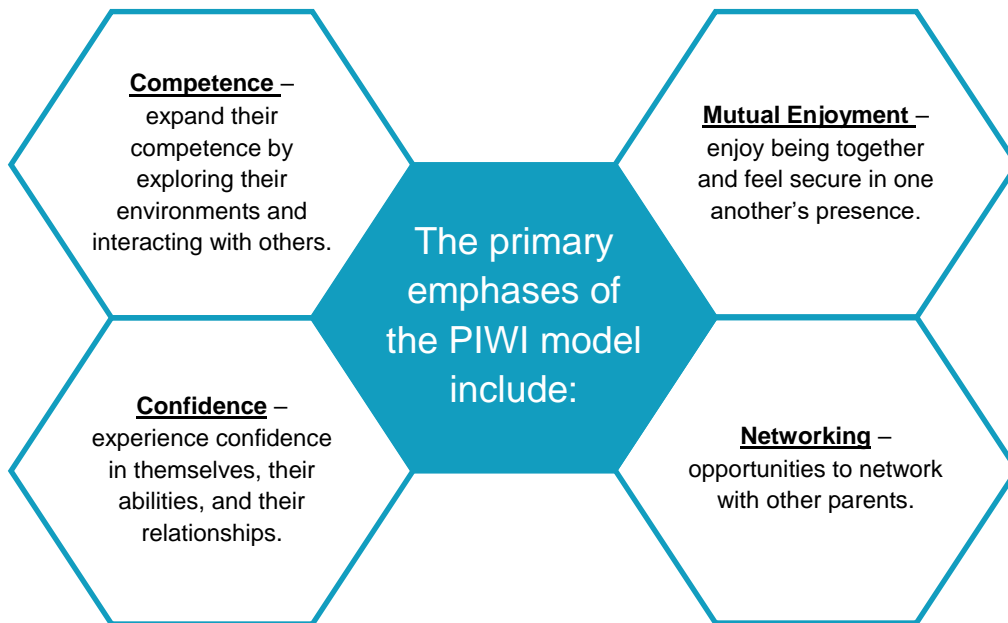 Competence –
expand their
competence by
exploring their
environments and
interacting with others.
Mutual Enjoyment –
enjoy being together
and feel secure in one
another’s presence.
The primary
emphases of
the PIWI model
include:
Confidence –
experience confidence
in themselves, their
abilities, and their
relationships.
Networking –
opportunities to network
with other parents.